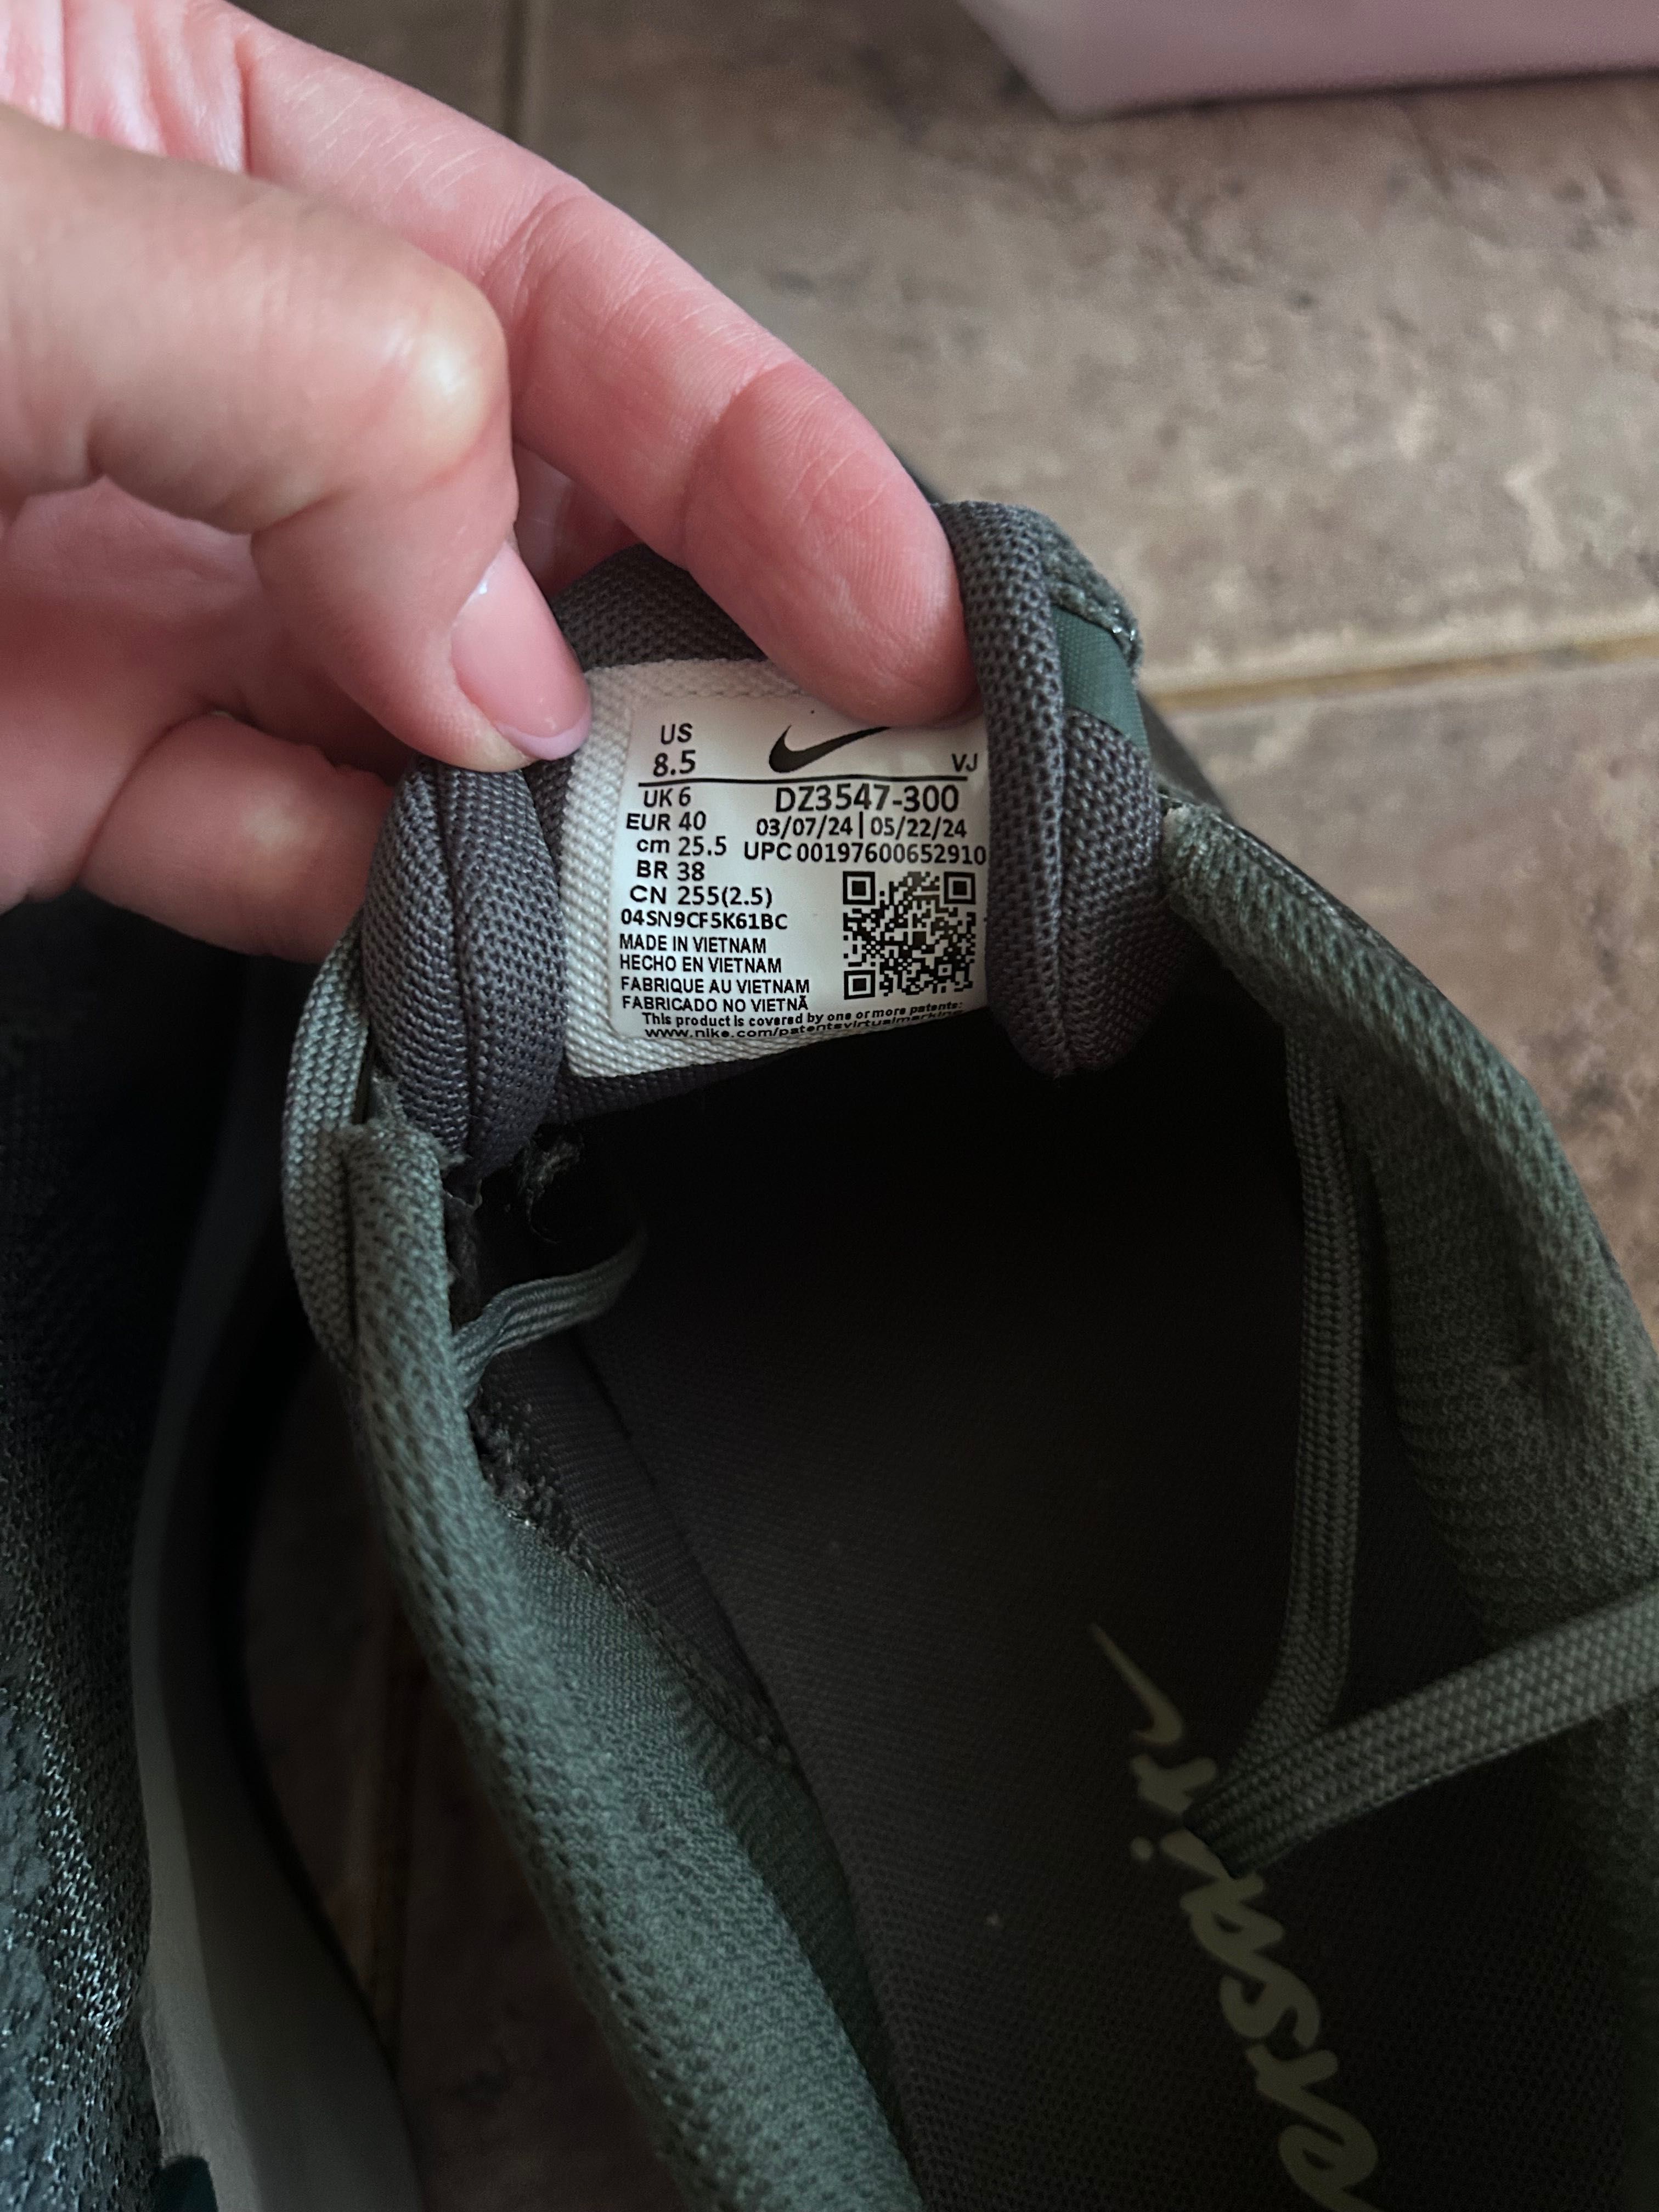 US
8.5
VJ
UK 6
DZ3547-300
EUR 40
03/07/24 | 05/22/24
cm 25.5
UPC 00197600652910
BR 38
CN 255(2.5)
04SN9CF5K61BC
MADE IN VIETNAM
HECHO EN VIETNAM
FABRIQUE AU VIETNAM
FABRICADO NO VIETNÃ
This product is covered by one or more patents:
www.nike.com/patentsvirtualmarking